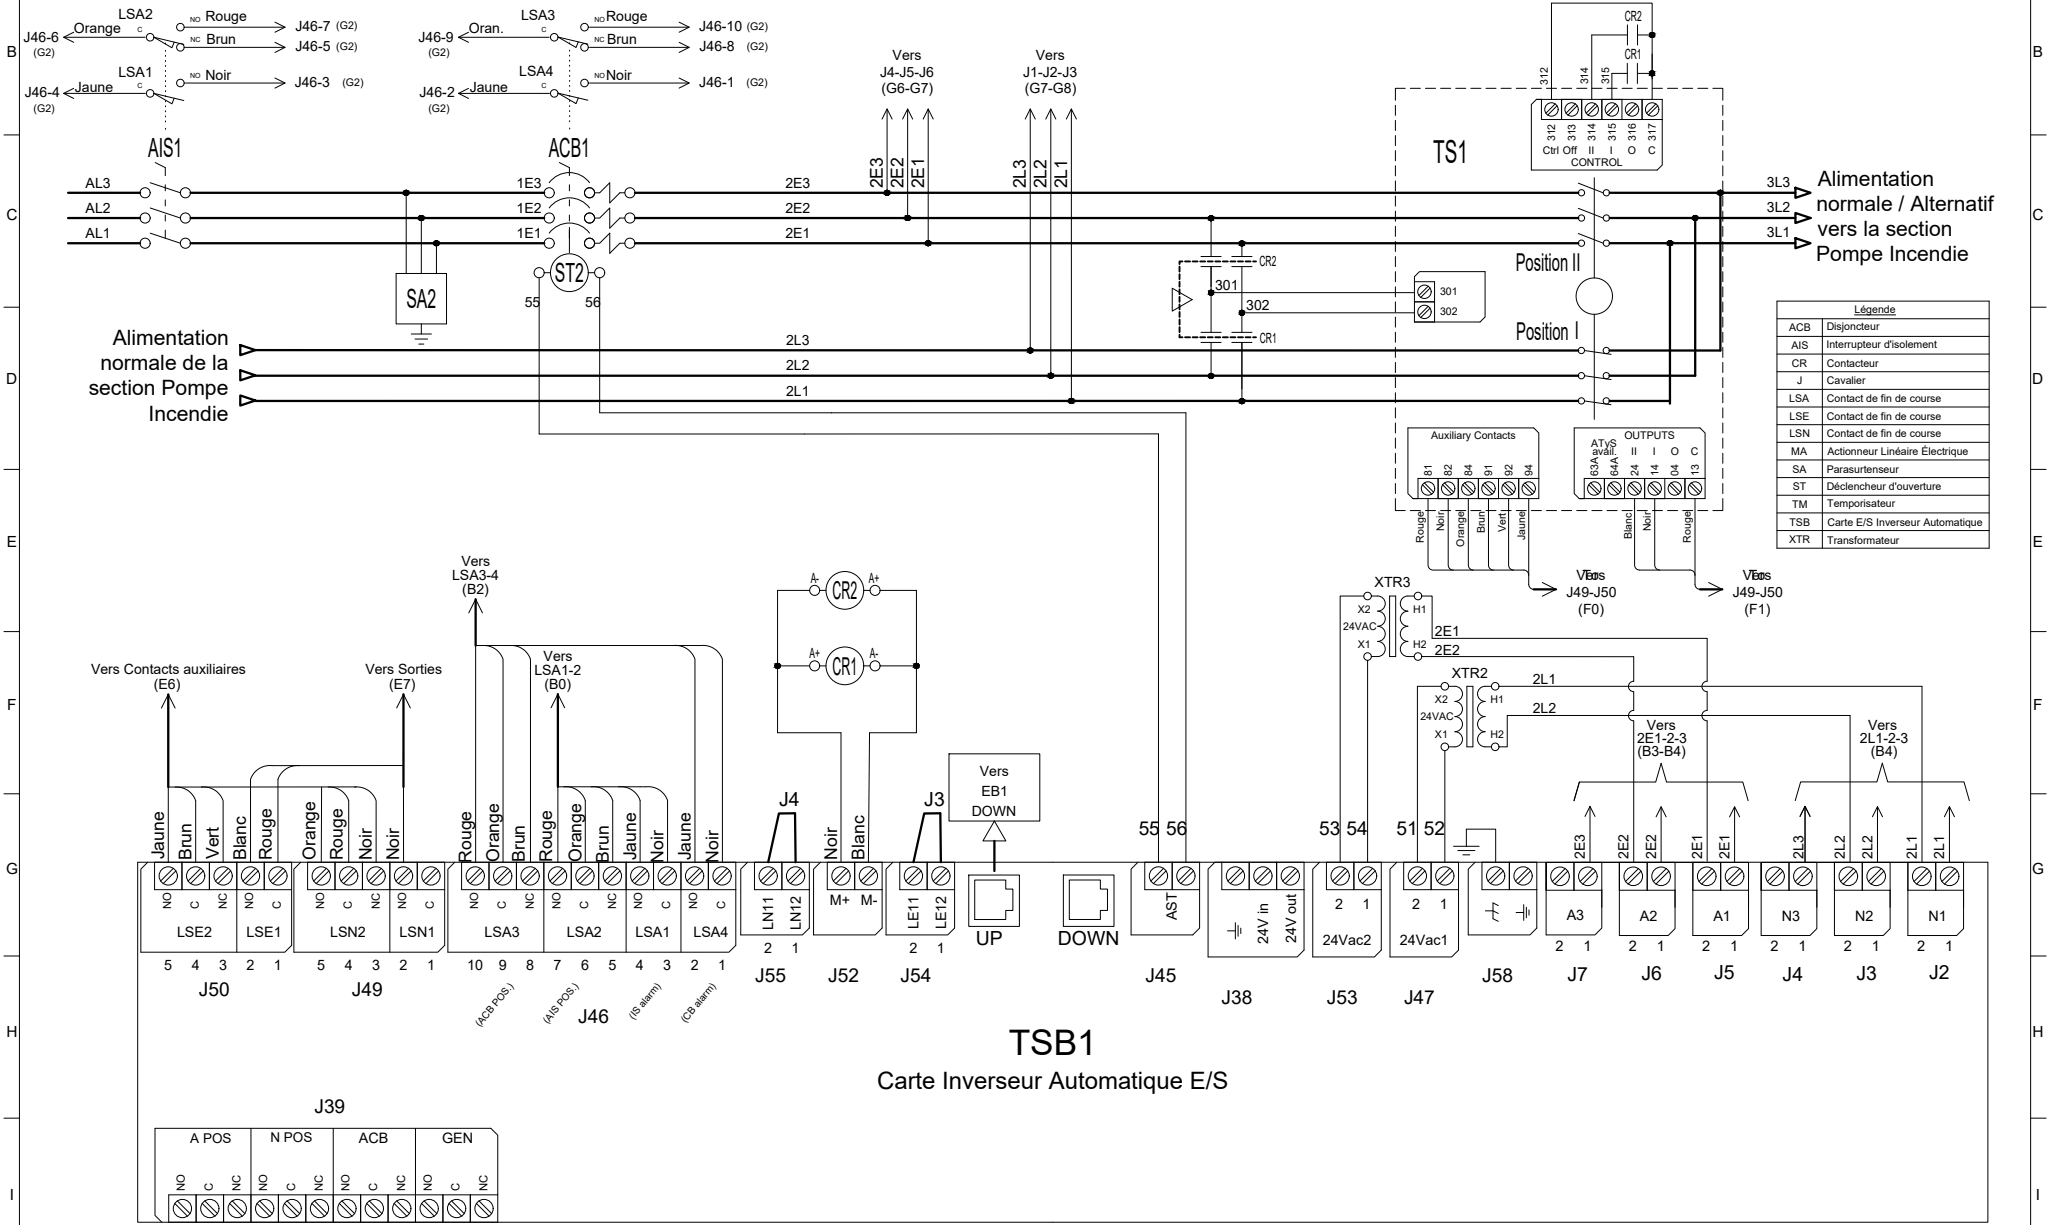 B
LSA2
J46-6
(G2)
Orange
C
NO
Rouge
J46-7 (G2)
NC
Brun
J46-5 (G2)
LSA1
J46-4
(G2)
Jaune
C
NO
Noir
J46-3 (G2)
LSA3
J46-9
(G2)
Oran.
C
NO
Rouge
J46-10 (G2)
NC
Brun
J46-8 (G2)
LSA4
J46-2
(G2)
Jaune
C
NO
Noir
J46-1 (G2)
Vers
J4-J5-J6
(G6-G7)
Vers
J1-J2-J3
(G7-G8)
CR2
CR1
312
314
315
B
312 313 314 315 316 317
Ctrl Off II I O C
CONTROL
TS1
AIS1
ACB1
2E3 2E2 2E1
2L3 2L2 2L1
C
AL3
AL2
AL1
1E3
1E2
1E1
2E3
2E2
2E1
3L3
3L2
3L1
Alimentation
normale / Alternatif
vers la section
Pompe Incendie
C
ST2
55
56
SA2
CR2
301
302
CR1
301
302
Position II
Position I
Alimentation
normale de la
section Pompe
Incendie
2L3
2L2
2L1
D
D
Légende
ACB Disjoncteur
AIS Interrupteur d'isolement
CR Contacteur
J Cavalier
LSA Contact de fin de course
LSE Contact de fin de course
LSN Contact de fin de course
MA Actionneur Linéaire Électrique
SA Parasurtenseur
ST Déclencheur d'ouverture
TM Temporisateur
TSB Carte E/S Inverseur Automatique
XTR Transformateur
Auxiliary Contacts
81 82 84 91 92 94
Rouge Noir Orange Brun Vert Jaune
OUTPUTS
ATyS
avail.
II I O C
63A 64A 24 14 04 13
Blanc Noir Rouge
E
E
Vers
J49-J50
(F0)
Vers
J49-J50
(F1)
Vers
LSA3-4
(B2)
A-
CR2
A+
A+
CR1
A-
XTR3
X2
24VAC
X1
H1
H2
2E1
2E2
XTR2
X2
24VAC
X1
H1
H2
2L1
2L2
F
F
Vers Contacts auxiliaires
(E6)
Vers Sorties
(E7)
Vers
LSA1-2
(B0)
Vers
2E1-2-3
(B3-B4)
Vers
2L1-2-3
(B4)
Vers
EB1
DOWN
G
G
Jaune Brun Vert Blanc Rouge
Orange Rouge Noir Noir
Rouge Orange Brun Rouge Orange Brun Jaune Noir Jaune Noir
J4
Noir Blanc
J3
55 56
53 54
51 52
2E3 2E2 2E2 2E1 2E1
2L3 2L2 2L2 2L1 2L1
NO C NC
LSE2
LSE1
5 4 3 2 1
J50
NO C NC
LSN2
LSN1
5 4 3 2 1
J49
NO C NC
LSA3
LSA2
LSA1
LSA4
10 9 8 7 6 5 4 3 2 1
(ACB POS.)
(AIS POS.)
(IS alarm)
(CB alarm)
J46
LN11 LN12
2 1
J55
M+ M-
J52
LE11 LE12
2 1
J54
UP
DOWN
AST
J45
24V in
24V out
J38
2 1
24Vac2
J53
2 1
24Vac1
J47
J58
A3
2 1
J7
A2
2 1
J6
A1
2 1
J5
N3
2 1
J4
N2
2 1
J3
N1
2 1
J2
H
H
TSB1
Carte Inverseur Automatique E/S
J39
A POS N POS ACB GEN
NO C NC NO C NC NO C NC NO C NC
I
I